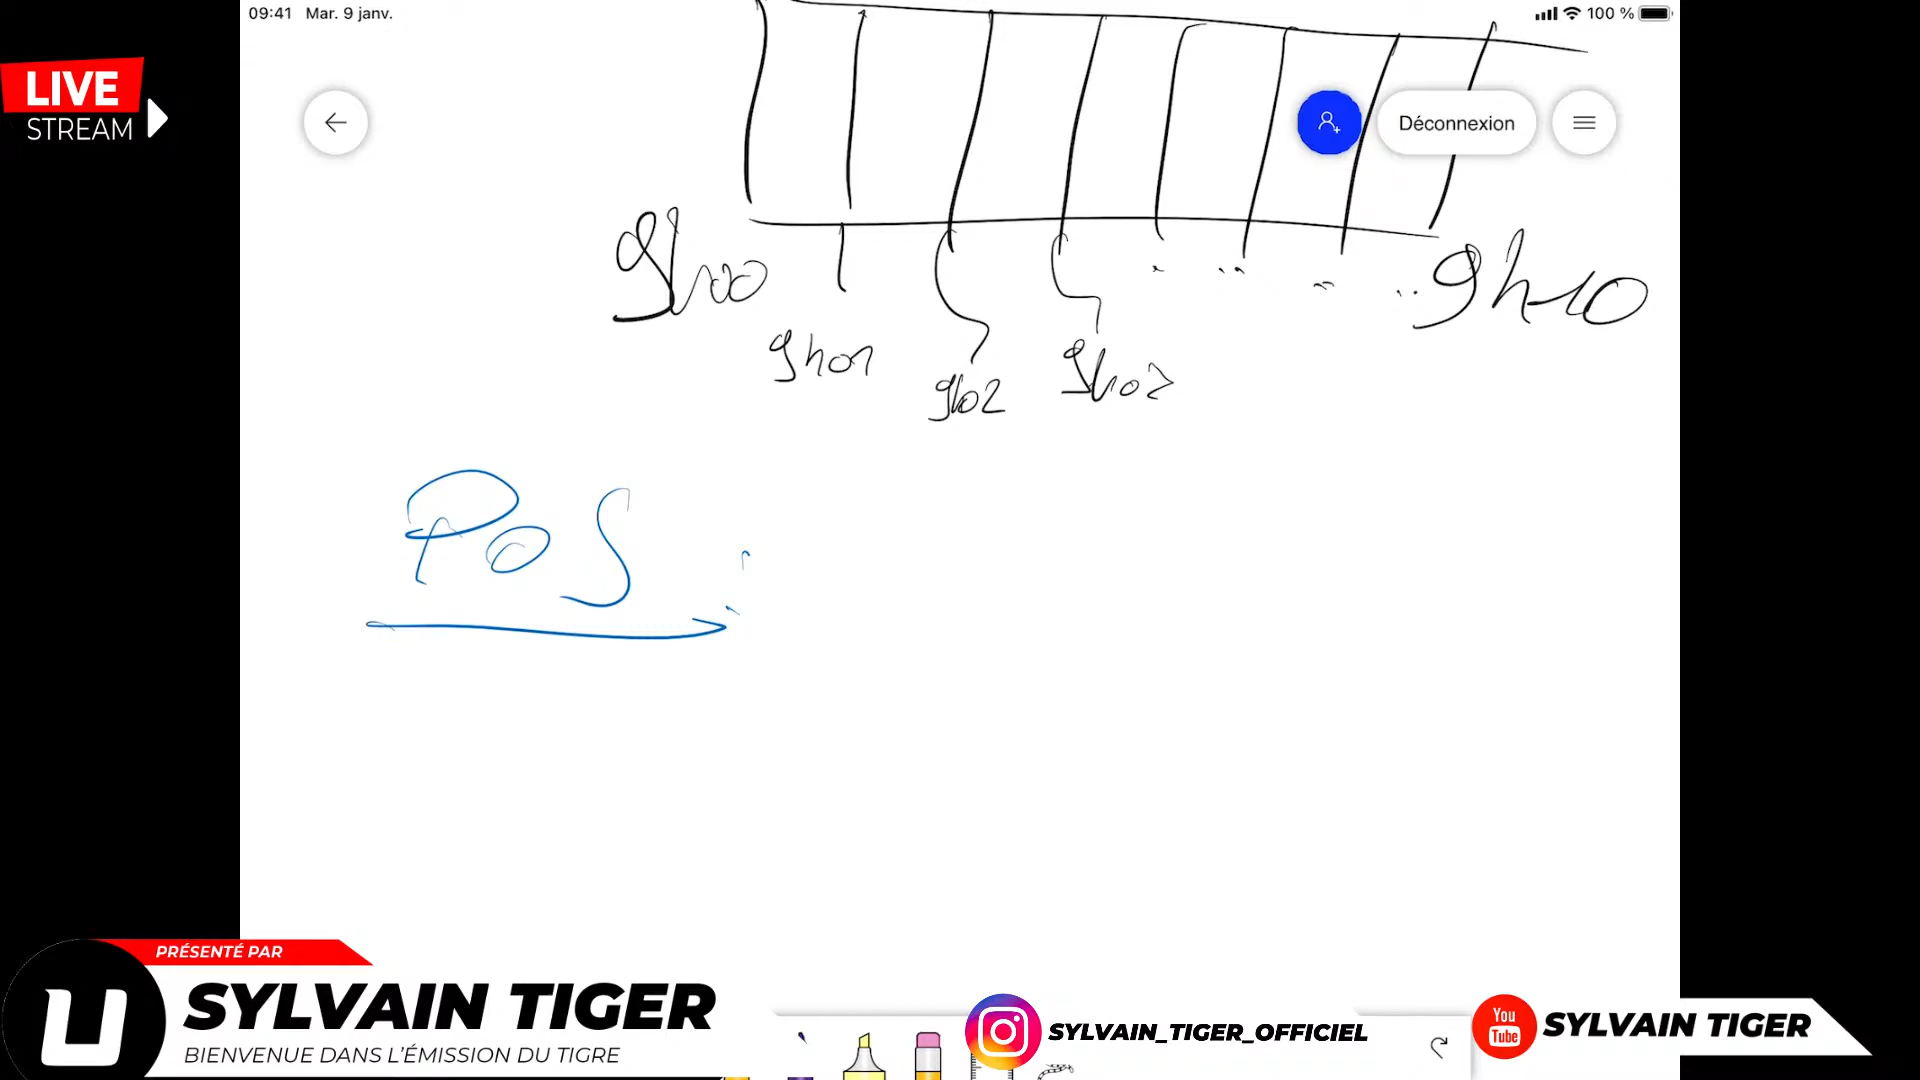 09:41 Mar. 9 janv. 100 %
LIVE
STREAM
Déconnexion
9h00
9h10
9h01
9h02
9h02
POS :
PRÉSENTÉ PAR
SYLVAIN TIGER
BIENVENUE DANS L'ÉMISSION DU TIGRE
SYLVAIN_TIGER_OFFICIEL
You
Tube
SYLVAIN TIGER